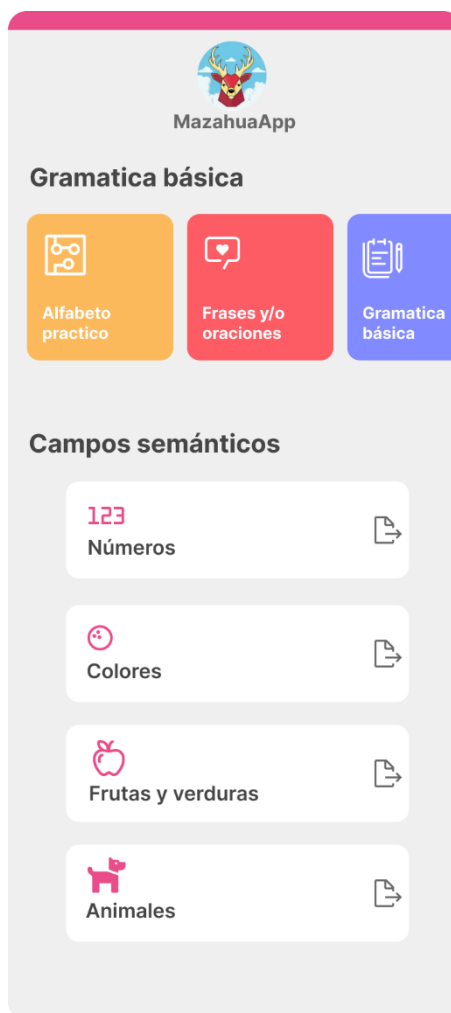 MazahuaApp
Gramatica básica
Alfabeto
practico
Frases y/o
oraciones
Gramatica
básica
Campos semánticos
123
Números
Colores
Frutas y verduras
Animales